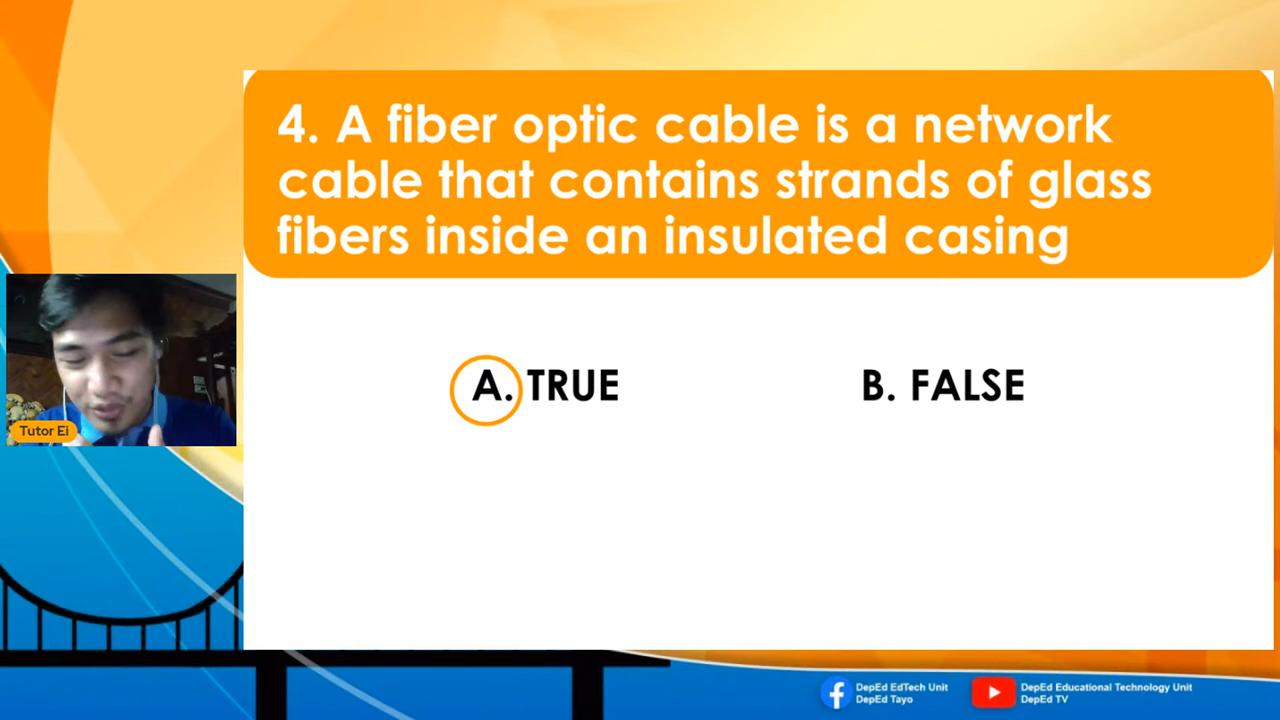 4. A fiber optic cable is a network
cable that contains strands of glass
fibers inside an insulated casing
A. TRUE
B. FALSE
Tutor Ei
DepEd EdTech Unit
DepEd Tayo
DepEd Educational Technology Unit
DepEd TV